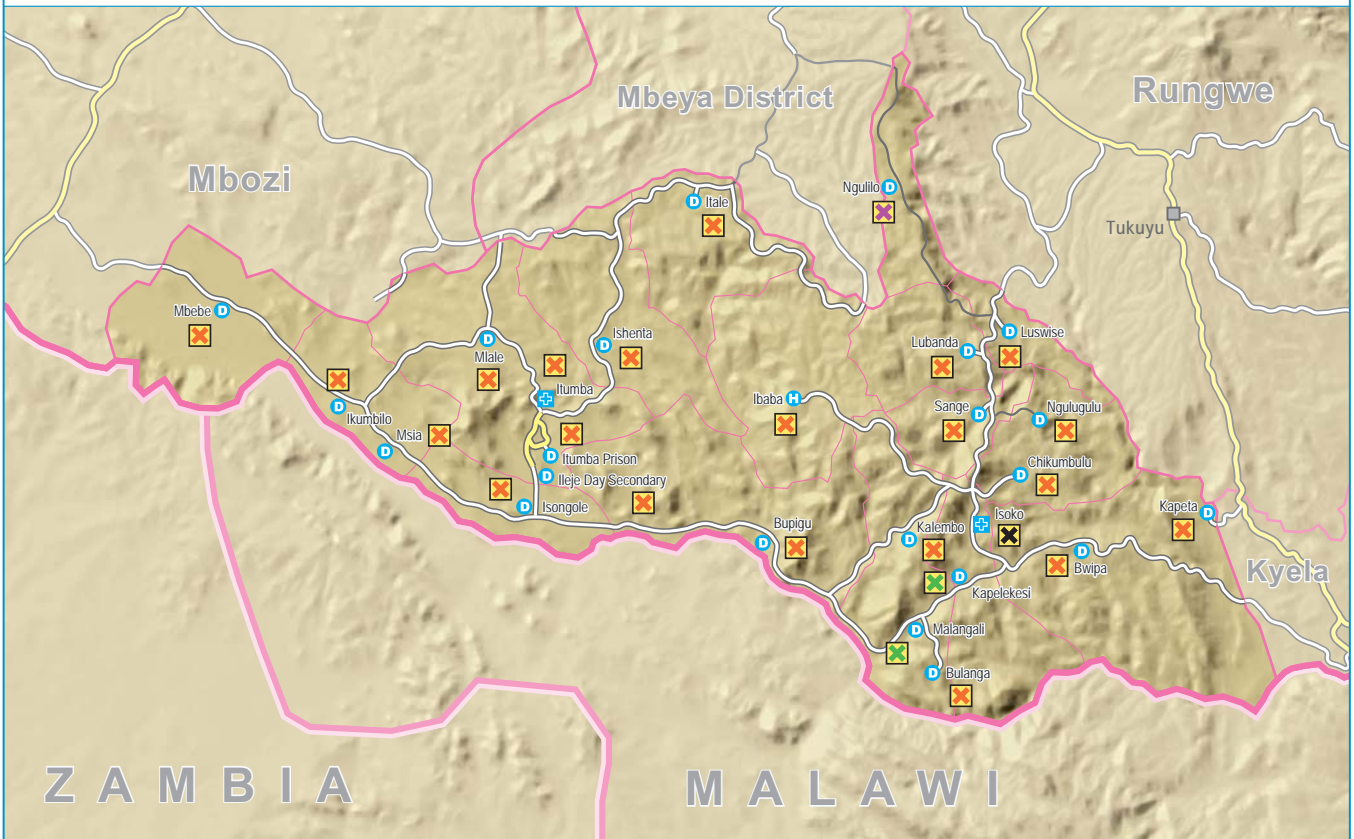 Mbeya District
Rungwe
Mbozi
Ngulilo
D
D
Itale
Tukuyu
Mbebe
D
D
Mlale
D
Ishenta
Lubanda
D
D
Luswise
Itumba
Ibaba
H
D
Ikumbilo
Sange
D
D
Ngulugulu
Msia
D
D
Itumba Prison
D
Ileje Day Secondary
D
Chikumbulu
D
Isongole
Isoko
Kapeta
D
Bupigu
D
D
Kalembo
D
Bwipa
Kyela
D
Kapelekesi
D
Malangali
D
Bulanga
ZAMBIA
MALAWI